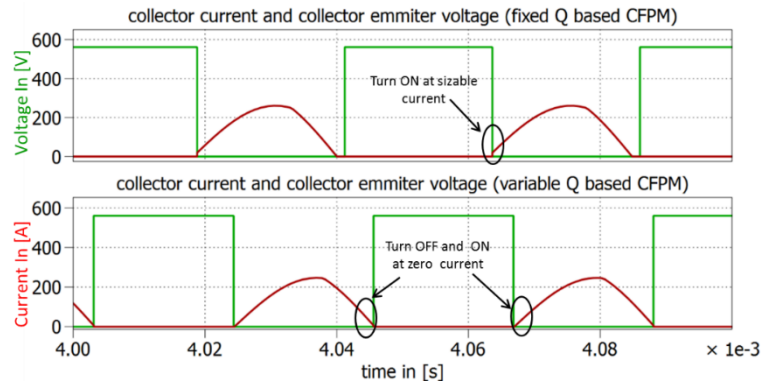 collector current and collector emmiter voltage (fixed Q based CFPM)
Voltage In [V]
600
400
200
0
Turn ON at sizable
current
collector current and collector emmiter voltage (variable Q based CFPM)
Current In [A]
600
400
200
0
Turn OFF and ON
at zero current
4.00
4.02
4.04
4.06
4.08
× 1e-3
time in [s]